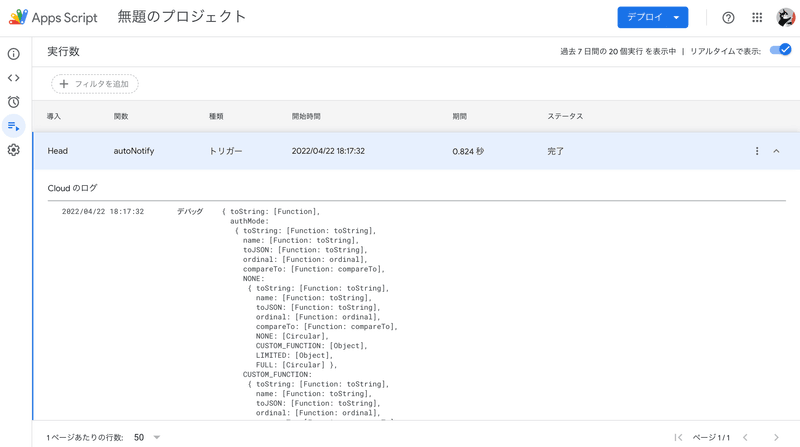 Apps Script 無題のプロジェクト デプロイ
実行数 過去 7 日間の 20 個実行 を表示中 | リアルタイムで表示:
フィルタを追加
導入 関数 種類 開始時間 期間 ステータス
Head autoNotify トリガー 2022/04/22 18:17:32 0.824 秒 完了
Cloud のログ
2022/04/22 18:17:32 デバッグ { toString: [Function],
authMode:
{ toString: [Function: toString],
name: [Function: toString],
toJSON: [Function: toString],
ordinal: [Function: ordinal],
compareTo: [Function: compareTo],
NONE:
{ toString: [Function: toString],
name: [Function: toString],
toJSON: [Function: toString],
ordinal: [Function: ordinal],
compareTo: [Function: compareTo],
NONE: [Circular],
CUSTOM_FUNCTION: [Object],
LIMITED: [Object],
FULL: [Circular] },
CUSTOM_FUNCTION:
{ toString: [Function: toString],
name: [Function: toString],
toJSON: [Function: toString],
ordinal: [Function: ordinal],
1 ページあたりの行数: 50 ページ 1 / 1